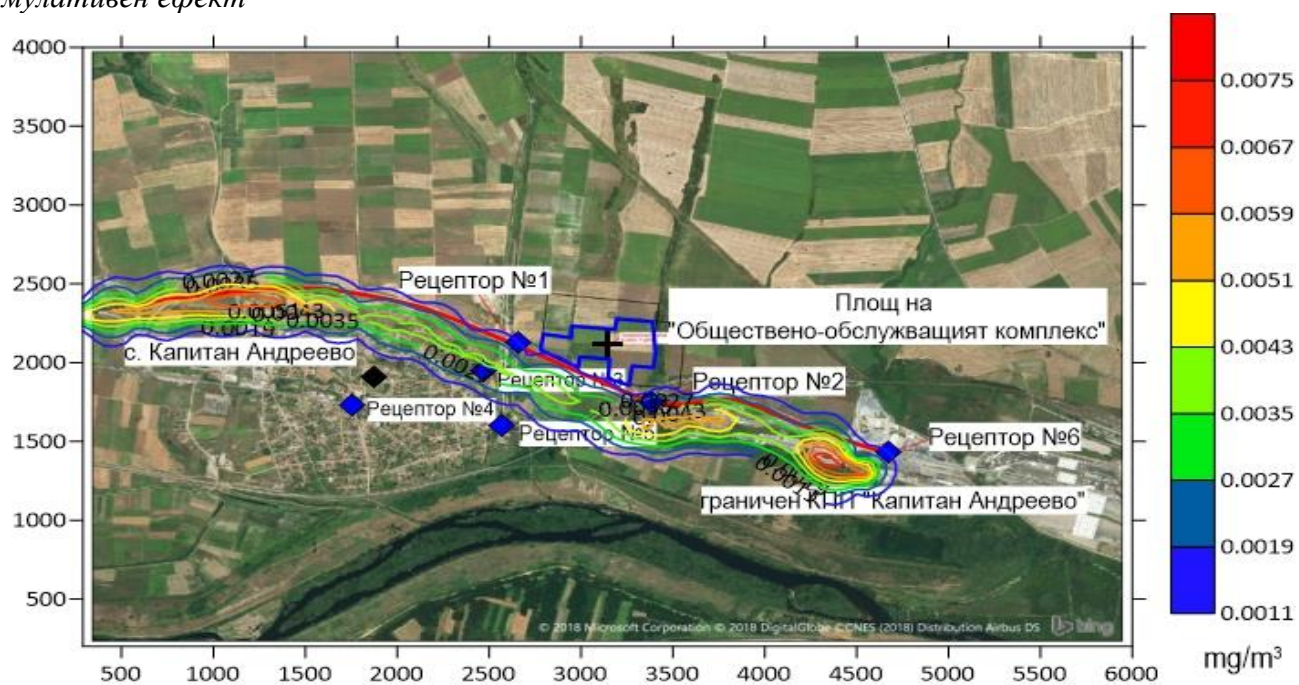 мулативен ефект
4000
3500
3000
2500
2000
1500
1000
500
500
1000
1500
2000
2500
3000
3500
4000
4500
5000
5500
6000
Рецептор №1
Площ на
"Обществено-обслужващият комплекс"
с. Капитан Андреево
0.0035
Рецептор №2
Рецептор №4
Рецептор №6
граничен КПП "Капитан Андреево"
© 2018 Microsoft Corporation © 2018 DigitalGlobe © CNES (2018) Distribution Airbus DS
bing
0.0075
0.0067
0.0059
0.0051
0.0043
0.0035
0.0027
0.0019
0.0011
mg/m³